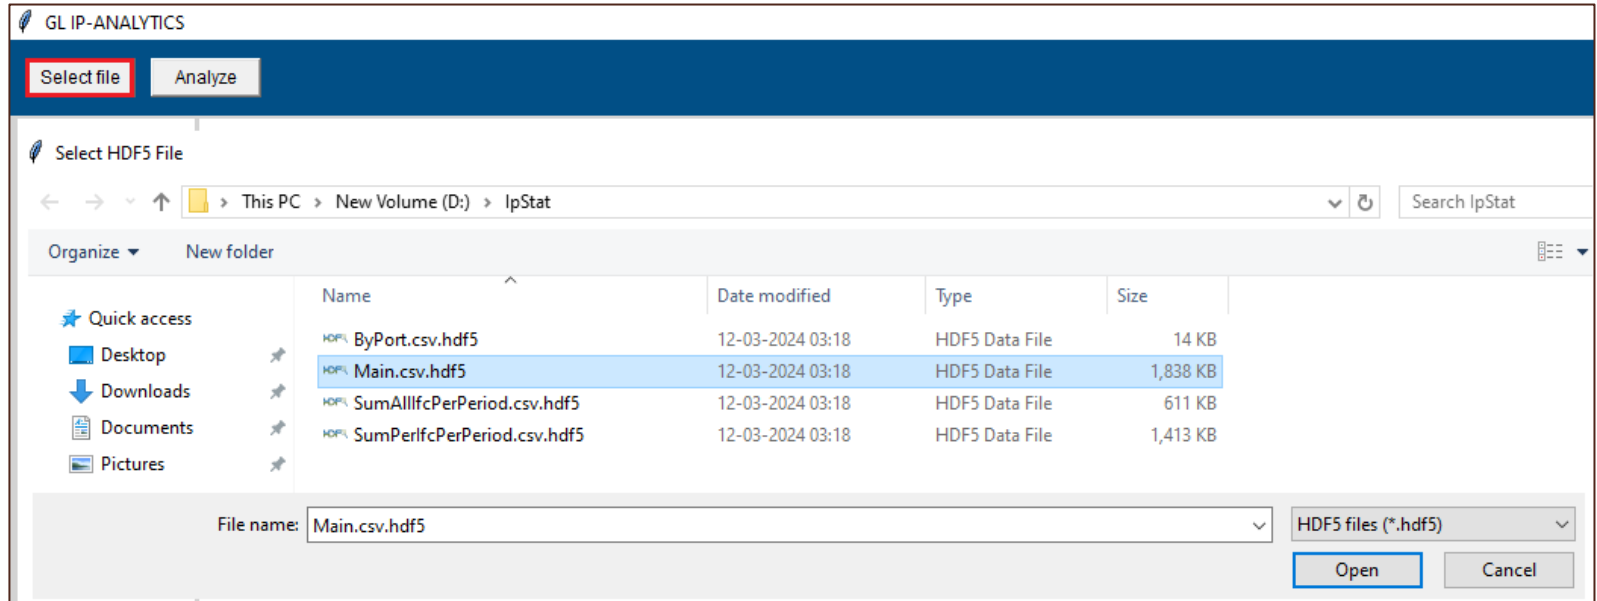 GL IP-ANALYTICS
Select file Analyze
Select HDF5 File
This PC > New Volume (D:) > IpStat Search IpStat
Organize New folder
Name Date modified Type Size
Quick access
Desktop
Downloads
Documents
Pictures
ByPort.csv.hdf5 12-03-2024 03:18 HDF5 Data File 14 KB
Main.csv.hdf5 12-03-2024 03:18 HDF5 Data File 1,838 KB
SumAllIfcPerPeriod.csv.hdf5 12-03-2024 03:18 HDF5 Data File 611 KB
SumPerIfcPerPeriod.csv.hdf5 12-03-2024 03:18 HDF5 Data File 1,413 KB
File name: Main.csv.hdf5 HDF5 files (*.hdf5)
Open Cancel